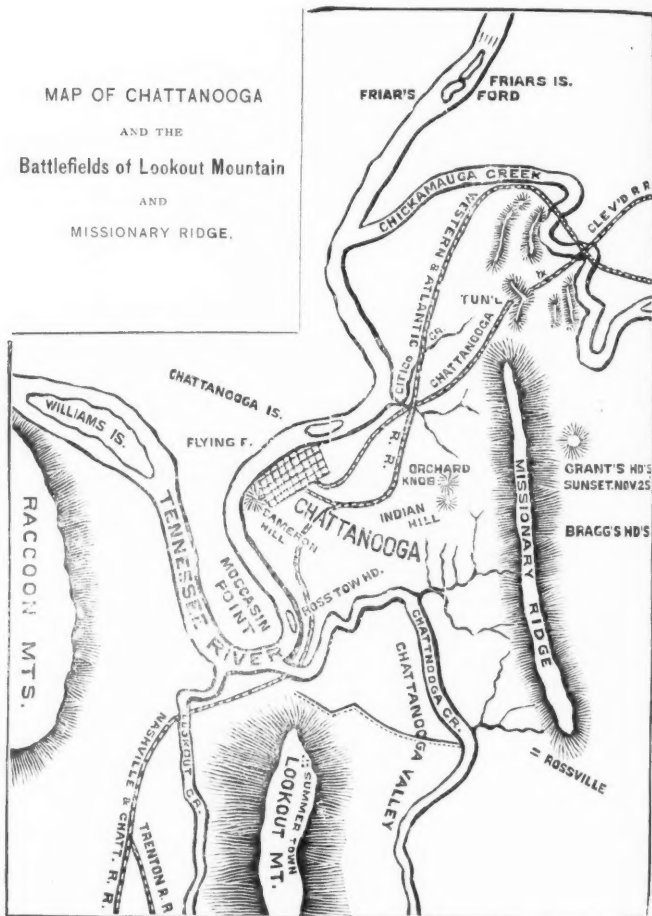 MAP OF CHATTANOOGA
AND THE
Battlefields of Lookout Mountain
AND
MISSIONARY RIDGE.
FRIAR'S
FRIARS IS.
FORD
CHICKAMAUGA CREEK
WESTERN & ATLANTIC
R. R.
CLEV'D R.R.
TUN'L
CITICO
CR.
CHATTANOOGA
CHATTANOOGA IS.
WILLIAMS IS.
FLYING F.
ORCHARD
KNOB
GRANT'S HD'S
SUNSET. NOV. 25
BRAGG'S HD'S
INDIAN
HILL
CAMERON
HILL
CHATTANOOGA
MISSIONARY RIDGE
RACCOON MTS.
TENNESSEE RIVER
MOCCASIN
POINT
ROSS TOW HD.
CHATTNOOGA CR.
CHATTANOOGA VALLEY
= ROSSVILLE
NASHVILLE & CHATT. R. R.
LOOKOUT CR.
TRENTON R.R.
SUMMER TOWN
LOOKOUT MT.